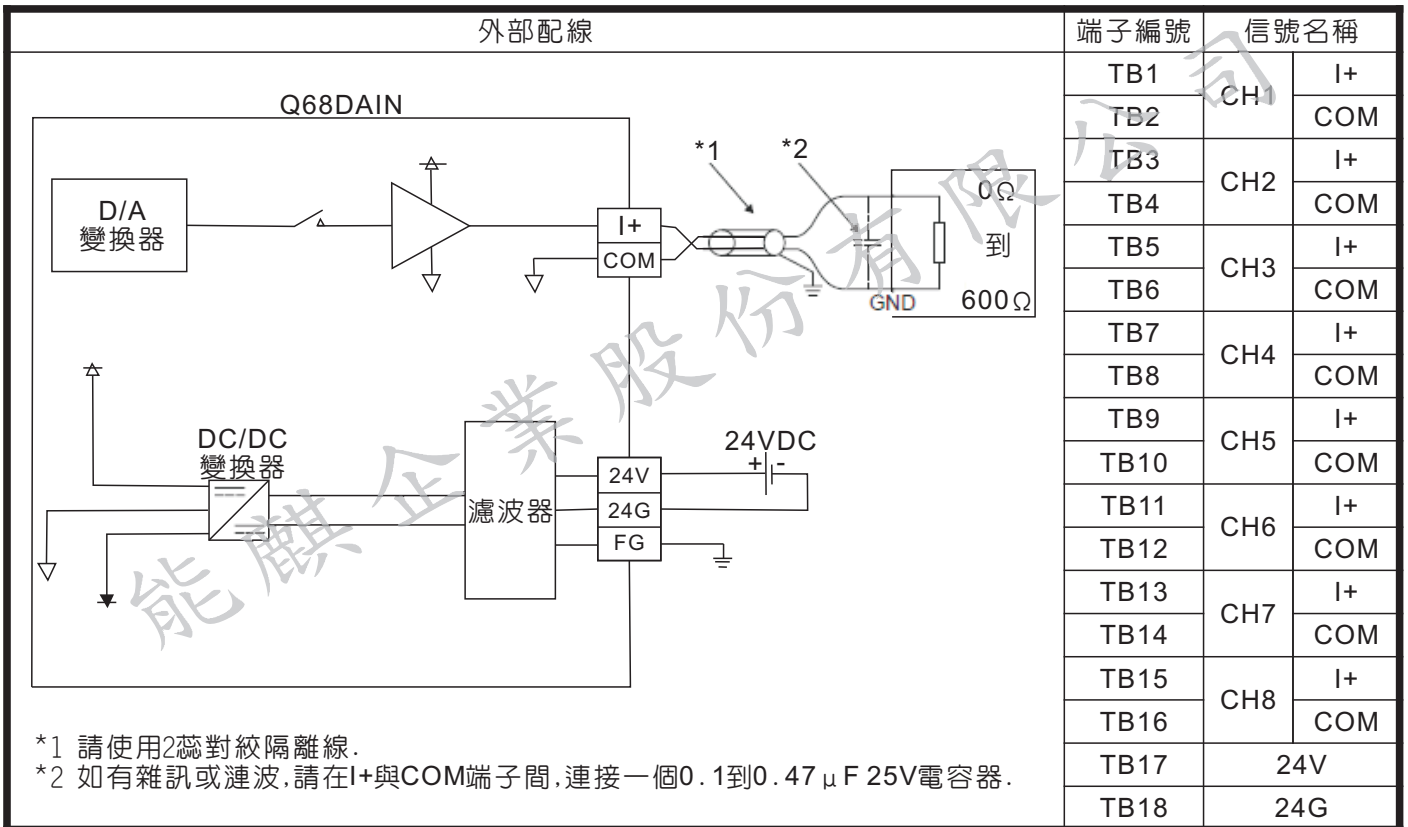 外部配線
端子編號 信號名稱
Q68DAIN
D/A
變換器
I+
COM
*1
*2
0Ω
到
600Ω
GND
DC/DC
變換器
濾波器
24V
24G
FG
24VDC
+ -
*1 請使用2蕊對絞隔離線.
*2 如有雜訊或漣波,請在I+與COM端子間,連接一個0.1到0.47μF 25V電容器.
TB1 CH1 I+
TB2 COM
TB3 CH2 I+
TB4 COM
TB5 CH3 I+
TB6 COM
TB7 CH4 I+
TB8 COM
TB9 CH5 I+
TB10 COM
TB11 CH6 I+
TB12 COM
TB13 CH7 I+
TB14 COM
TB15 CH8 I+
TB16 COM
TB17 24V
TB18 24G
能麒企業股份有限公司